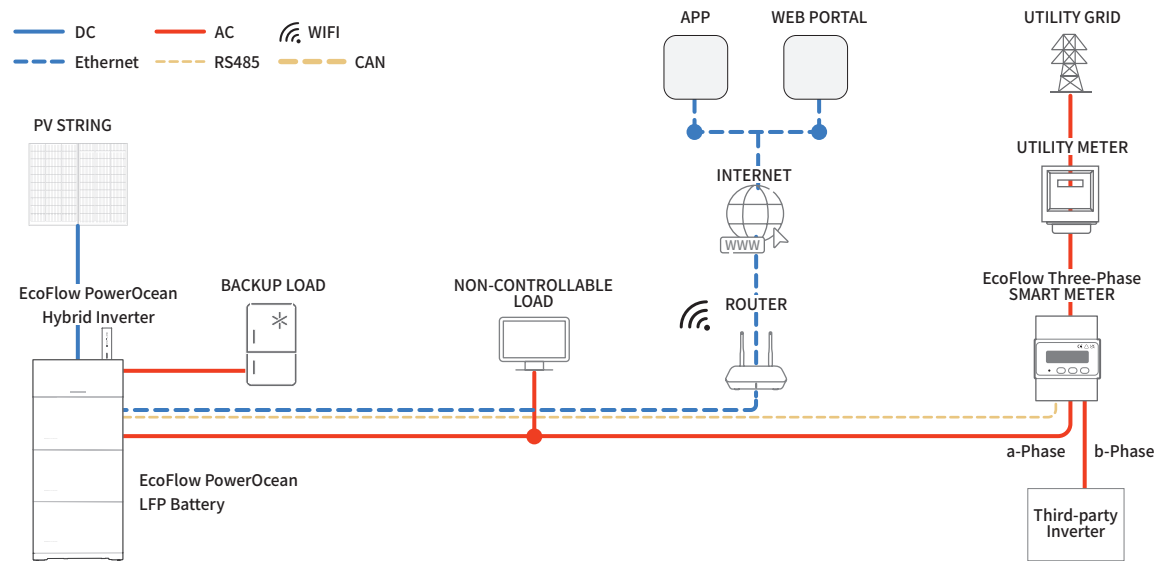 DC
AC
WIFI
Ethernet
RS485
CAN
APP
WEB PORTAL
UTILITY GRID
PV STRING
UTILITY METER
INTERNET
WWW
EcoFlow PowerOcean
Hybrid Inverter
BACKUP LOAD
NON-CONTROLLABLE
LOAD
ROUTER
EcoFlow Three-Phase
SMART METER
a-Phase
b-Phase
EcoFlow PowerOcean
LFP Battery
Third-party
Inverter